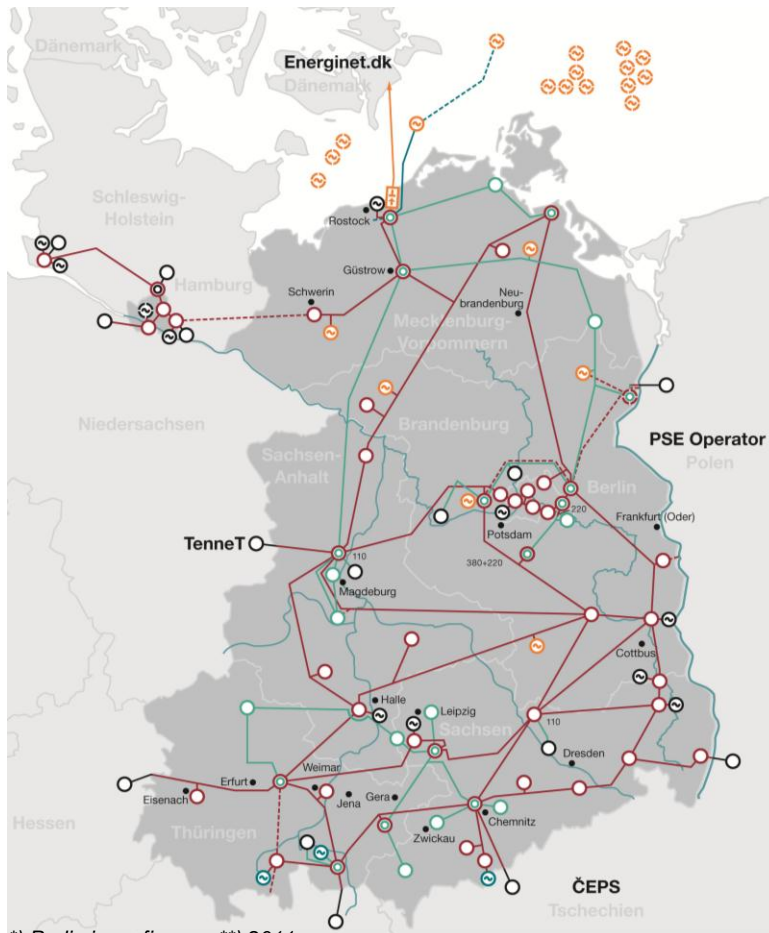 Dänemark
Dänemark
Energinet.dk
Dänemark
Schleswig-
Holstein
Rostock
Hamburg
Güstrow
Schwerin
Neu-
brandenburg
Mecklenburg-
Vorpommern
Niedersachsen
Brandenburg
Sachsen-
Anhalt
PSE Operator
Polen
Berlin
220
Frankfurt (Oder)
Potsdam
TenneT
110
380+220
Magdeburg
Cottbus
Halle
Leipzig
Sachsen
110
Dresden
Weimar
Erfurt
Jena
Gera
Eisenach
Chemnitz
Zwickau
Hessen
Thüringen
ČEPS
Tschechien